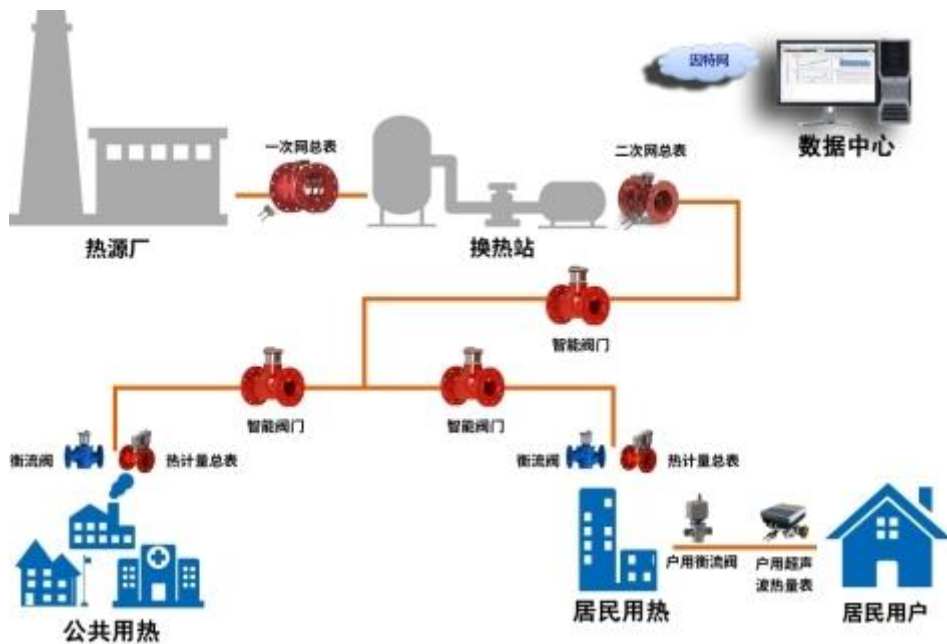 因特网
数据中心
一次网总表
二次网总表
热源厂
换热站
智能阀门
智能阀门
智能阀门
衡流阀
热计量总表
衡流阀
热计量总表
户用衡流阀
户用超声
波热量表
公共用热
居民用热
居民用户